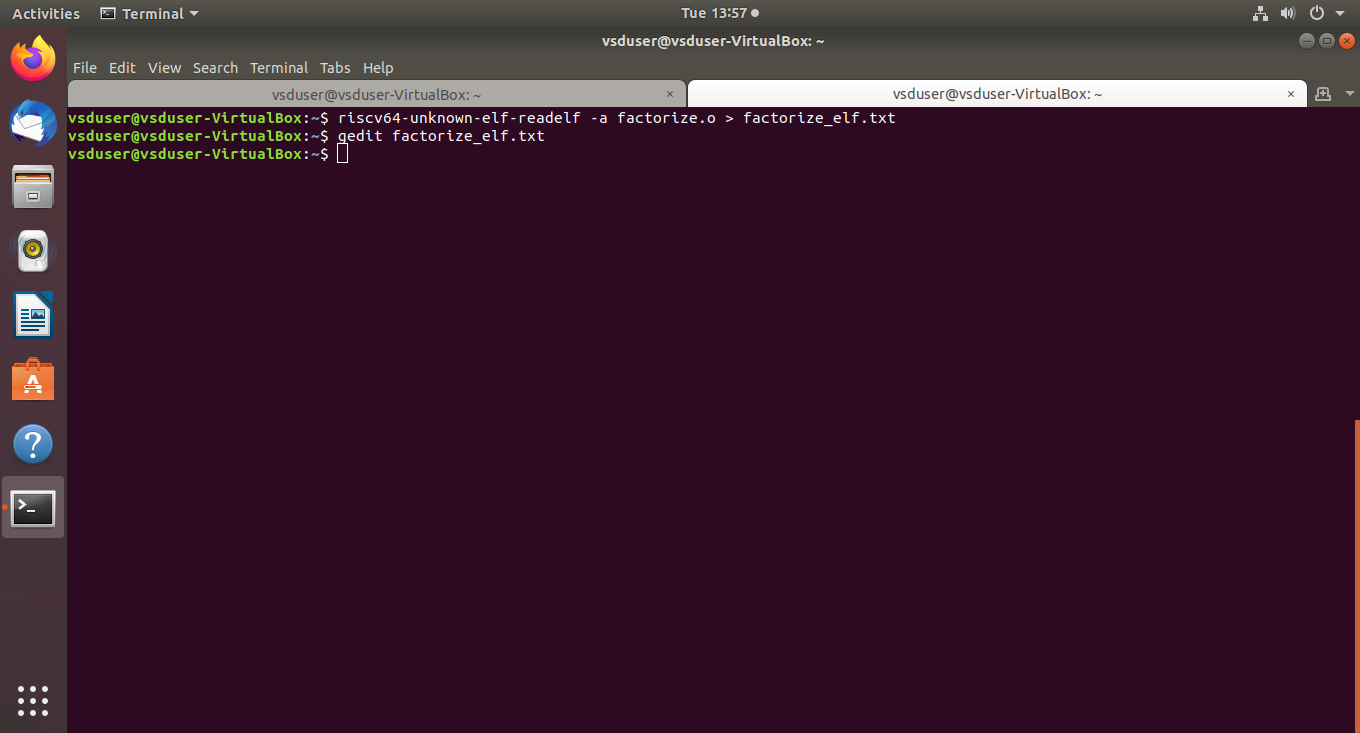 Activities Terminal Tue 13:57
vsduser@vsduser-VirtualBox: ~
File Edit View Search Terminal Tabs Help
vsduser@vsduser-VirtualBox: ~ × vsduser@vsduser-VirtualBox: ~ ×
vsduser@vsduser-VirtualBox:~$ riscv64-unknown-elf-readelf -a factorize.o > factorize_elf.txt
vsduser@vsduser-VirtualBox:~$ gedit factorize_elf.txt
vsduser@vsduser-VirtualBox:~$